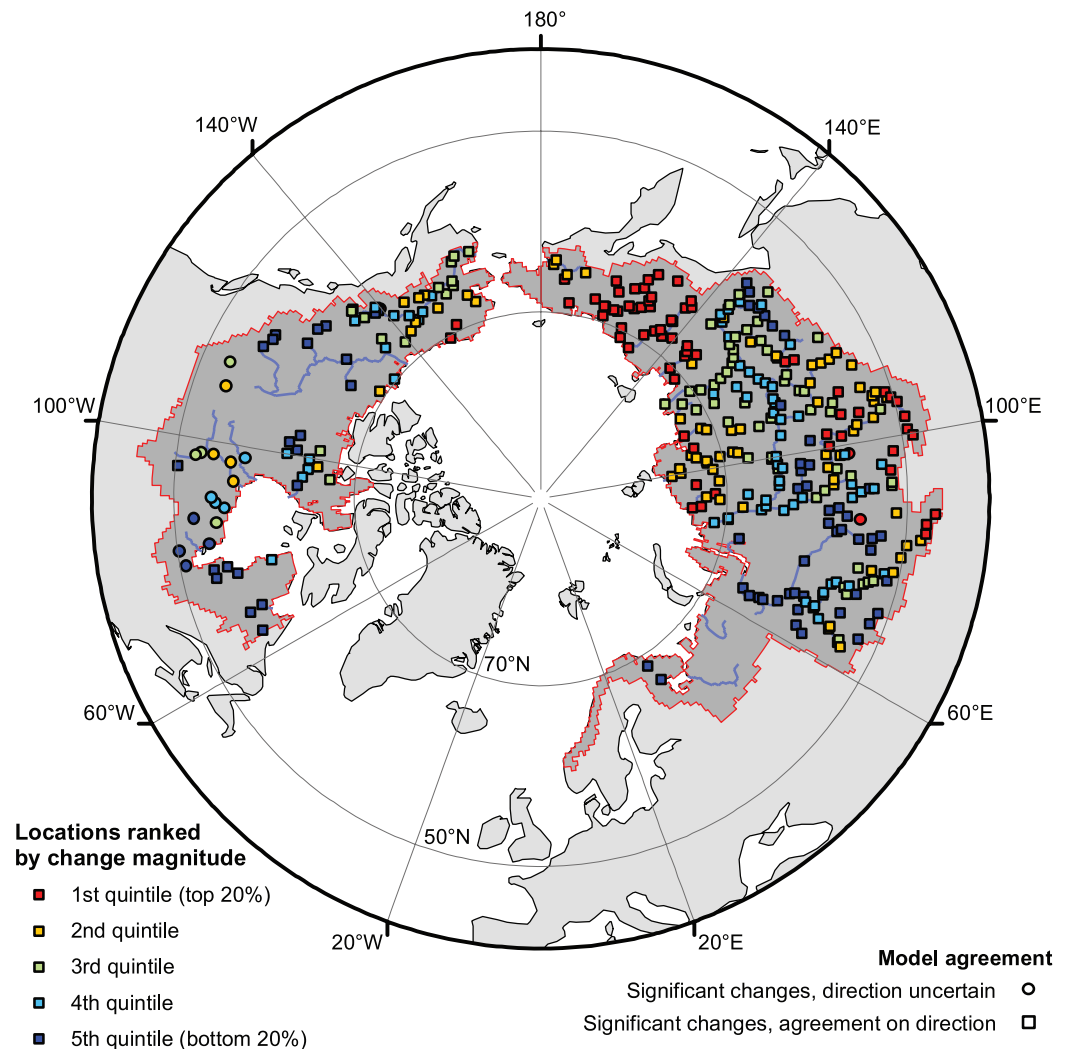 180°
140°W
140°E
100°W
100°E
70°N
60°W
60°E
50°N
20°W
20°E
Locations ranked
by change magnitude
1st quintile (top 20%)
2nd quintile
3rd quintile
4th quintile
5th quintile (bottom 20%)
Model agreement
Significant changes, direction uncertain
Significant changes, agreement on direction